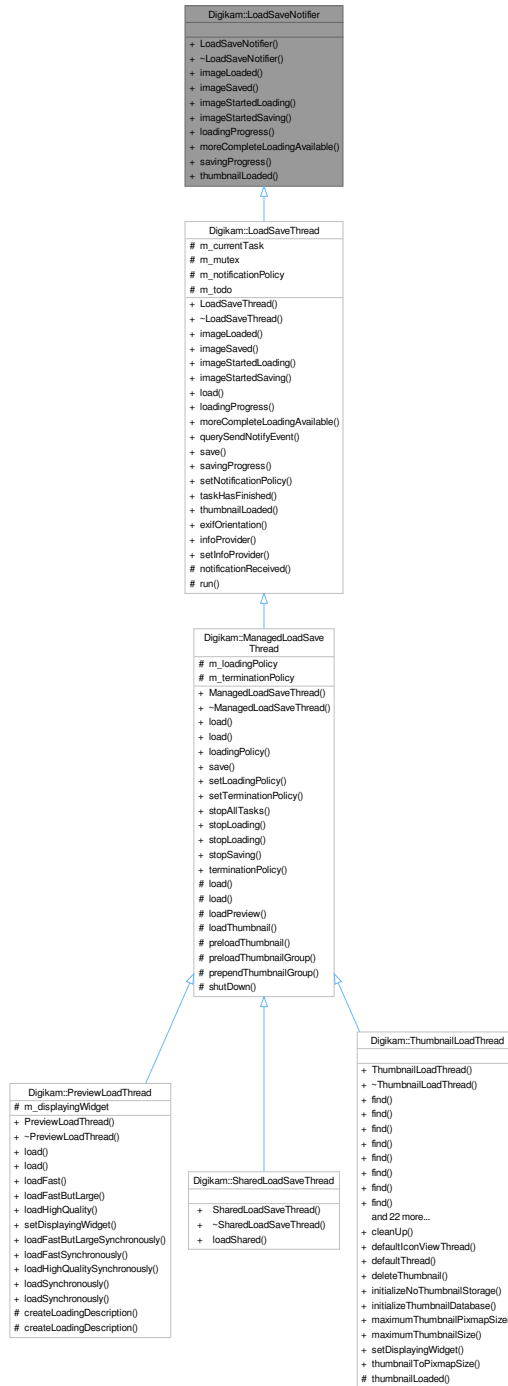 Digikam::LoadSaveNotifier
+ LoadSaveNotifier()
+ ~LoadSaveNotifier()
+ imageLoaded()
+ imageSaved()
+ imageStartedLoading()
+ imageStartedSaving()
+ loadingProgress()
+ moreCompleteLoadingAvailable()
+ savingProgress()
+ thumbnailLoaded()
Digikam::LoadSaveThread
# m_currentTask
# m_mutex
# m_notificationPolicy
# m_todo
+ LoadSaveThread()
+ ~LoadSaveThread()
+ imageLoaded()
+ imageSaved()
+ imageStartedLoading()
+ imageStartedSaving()
+ load()
+ loadingProgress()
+ moreCompleteLoadingAvailable()
+ querySendNotifyEvent()
+ save()
+ savingProgress()
+ setNotificationPolicy()
+ taskHasFinished()
+ thumbnailLoaded()
+ exifOrientation()
+ infoProvider()
+ setInfoProvider()
# notificationReceived()
# run()
Digikam::ManagedLoadSave
Thread
# m_loadingPolicy
# m_terminationPolicy
+ ManagedLoadSaveThread()
+ ~ManagedLoadSaveThread()
+ load()
+ load()
+ loadingPolicy()
+ save()
+ setLoadingPolicy()
+ setTerminationPolicy()
+ stopAllTasks()
+ stopLoading()
+ stopLoading()
+ stopSaving()
+ terminationPolicy()
# load()
# load()
# loadPreview()
# loadThumbnail()
# preloadThumbnail()
# preloadThumbnailGroup()
# prependThumbnailGroup()
# shutDown()
Digikam::PreviewLoadThread
# m_displayingWidget
+ PreviewLoadThread()
+ ~PreviewLoadThread()
+ load()
+ load()
+ loadFast()
+ loadFastButLarge()
+ loadHighQuality()
+ setDisplayingWidget()
+ loadFastButLargeSynchronously()
+ loadFastSynchronously()
+ loadHighQualitySynchronously()
+ loadSynchronously()
+ loadSynchronously()
# createLoadingDescription()
# createLoadingDescription()
Digikam::SharedLoadSaveThread
+ SharedLoadSaveThread()
+ ~SharedLoadSaveThread()
+ loadShared()
Digikam::ThumbnailLoadThread
+ ThumbnailLoadThread()
+ ~ThumbnailLoadThread()
+ find()
+ find()
+ find()
+ find()
+ find()
+ find()
+ find()
+ find()
and 22 more...
+ cleanUp()
+ defaultIconViewThread()
+ defaultThread()
+ deleteThumbnail()
+ initializeNoThumbnailStorage()
+ initializeThumbnailDatabase()
+ maximumThumbnailPixmapSize()
+ maximumThumbnailSize()
+ setDisplayingWidget()
+ thumbnailToPixmapSize()
# thumbnailLoaded()